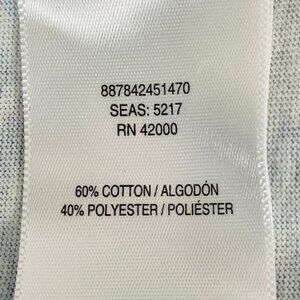 887842451470
SEAS: 5217
RN 42000
60% COTTON / ALGODÓN
40% POLYESTER / POLIÉSTER